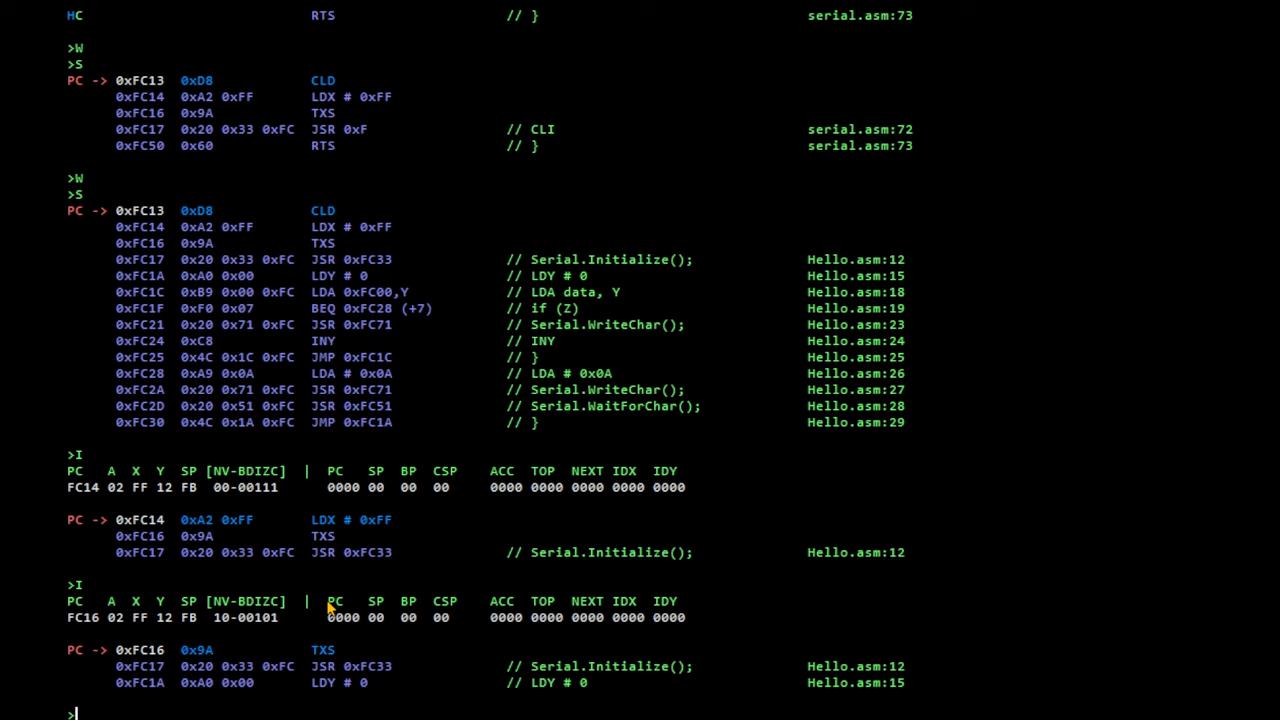 HC RTS // } serial.asm:73
>W
>S
PC -> 0xFC13 0xD8 CLD
0xFC14 0xA2 0xFF LDX # 0xFF
0xFC16 0x9A TXS
0xFC17 0x20 0x33 0xFC JSR 0xF // CLI serial.asm:72
0xFC50 0x60 RTS // } serial.asm:73
>W
>S
PC -> 0xFC13 0xD8 CLD
0xFC14 0xA2 0xFF LDX # 0xFF
0xFC16 0x9A TXS
0xFC17 0x20 0x33 0xFC JSR 0xFC33 // Serial.Initialize(); Hello.asm:12
0xFC1A 0xA0 0x00 LDY # 0 // LDY # 0 Hello.asm:15
0xFC1C 0xB9 0x00 0xFC LDA 0xFC00,Y // LDA data, Y Hello.asm:18
0xFC1F 0xF0 0x07 BEQ 0xFC28 (+7) // if (Z) Hello.asm:19
0xFC21 0x20 0x71 0xFC JSR 0xFC71 // Serial.WriteChar(); Hello.asm:23
0xFC24 0xC8 INY // INY Hello.asm:24
0xFC25 0x4C 0x1C 0xFC JMP 0xFC1C // } Hello.asm:25
0xFC28 0xA9 0x0A LDA # 0x0A // LDA # 0x0A Hello.asm:26
0xFC2A 0x20 0x71 0xFC JSR 0xFC71 // Serial.WriteChar(); Hello.asm:27
0xFC2D 0x20 0x51 0xFC JSR 0xFC51 // Serial.WaitForChar(); Hello.asm:28
0xFC30 0x4C 0x1A 0xFC JMP 0xFC1A // } Hello.asm:29
>I
PC A X Y SP [NV-BDIZC] | PC SP BP CSP ACC TOP NEXT IDX IDY
FC14 02 FF 12 FB 00-00111 0000 00 00 00 0000 0000 0000 0000 0000
PC -> 0xFC14 0xA2 0xFF LDX # 0xFF
0xFC16 0x9A TXS
0xFC17 0x20 0x33 0xFC JSR 0xFC33 // Serial.Initialize(); Hello.asm:12
>I
PC A X Y SP [NV-BDIZC] | PC SP BP CSP ACC TOP NEXT IDX IDY
FC16 02 FF 12 FB 10-00101 0000 00 00 00 0000 0000 0000 0000 0000
PC -> 0xFC16 0x9A TXS
0xFC17 0x20 0x33 0xFC JSR 0xFC33 // Serial.Initialize(); Hello.asm:12
0xFC1A 0xA0 0x00 LDY # 0 // LDY # 0 Hello.asm:15
>